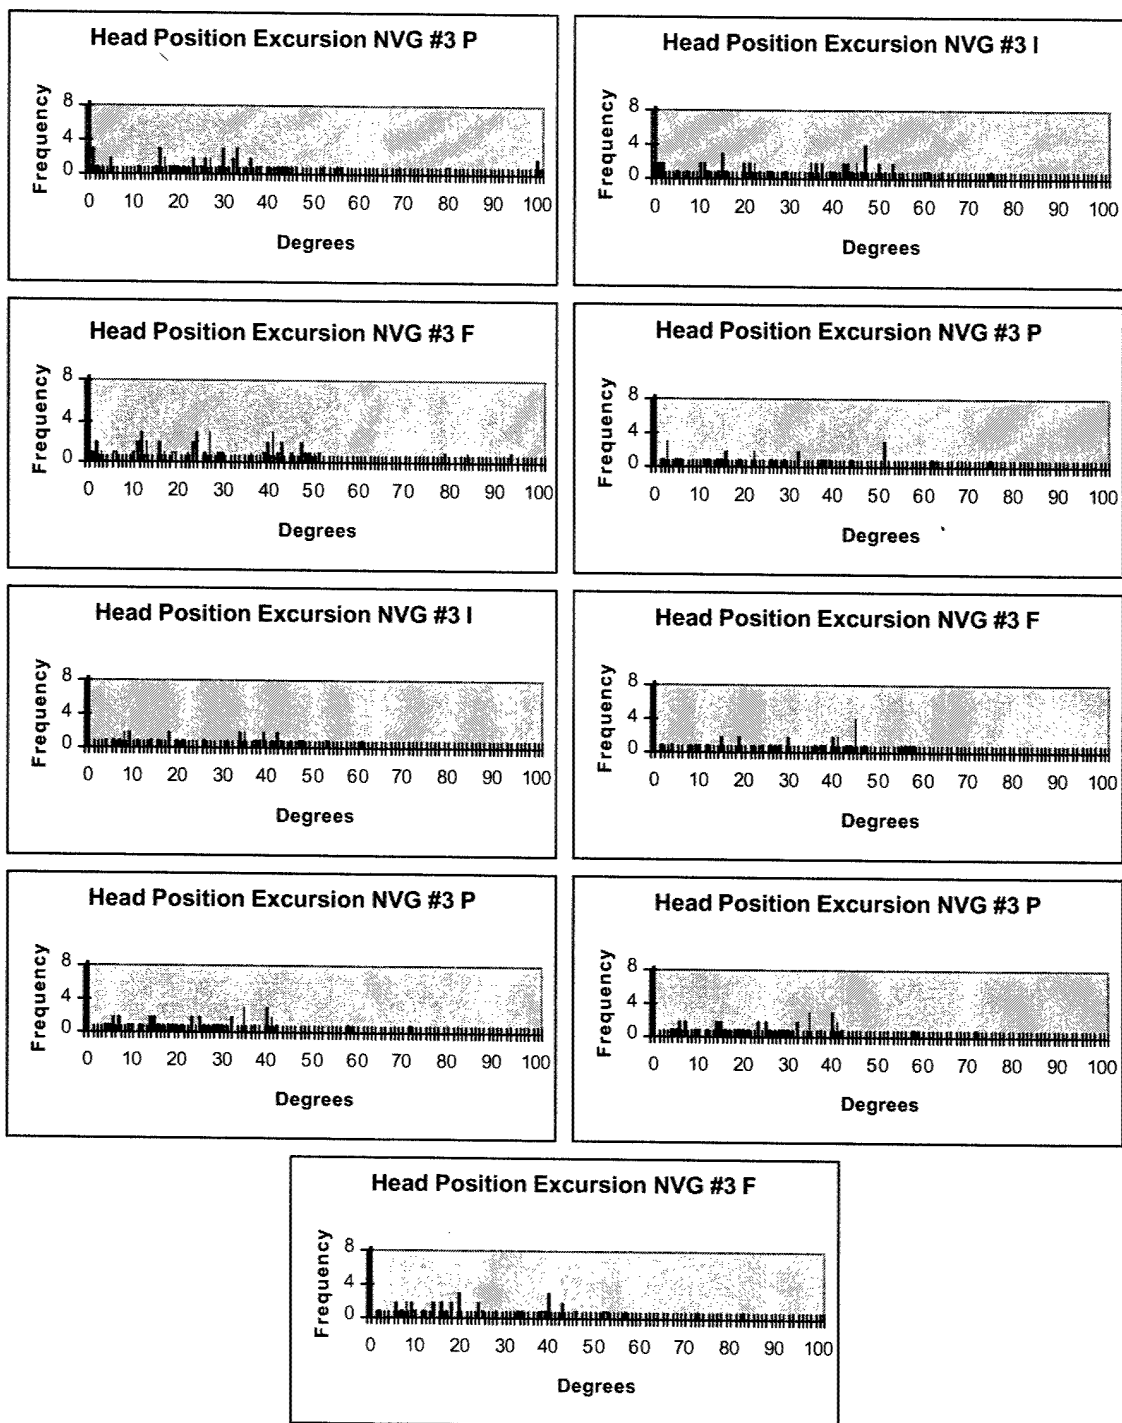 Head Position Excursion NVG #3 P
Frequency
8
4
0
0 10 20 30 40 50 60 70 80 90 100
Degrees
Head Position Excursion NVG #3 I
Frequency
8
4
0
0 10 20 30 40 50 60 70 80 90 100
Degrees
Head Position Excursion NVG #3 F
Frequency
8
4
0
0 10 20 30 40 50 60 70 80 90 100
Degrees
Head Position Excursion NVG #3 P
Frequency
8
4
0
0 10 20 30 40 50 60 70 80 90 100
Degrees
Head Position Excursion NVG #3 I
Frequency
8
4
0
0 10 20 30 40 50 60 70 80 90 100
Degrees
Head Position Excursion NVG #3 F
Frequency
8
4
0
0 10 20 30 40 50 60 70 80 90 100
Degrees
Head Position Excursion NVG #3 P
Frequency
8
4
0
0 10 20 30 40 50 60 70 80 90 100
Degrees
Head Position Excursion NVG #3 P
Frequency
8
4
0
0 10 20 30 40 50 60 70 80 90 100
Degrees
Head Position Excursion NVG #3 F
Frequency
8
4
0
0 10 20 30 40 50 60 70 80 90 100
Degrees